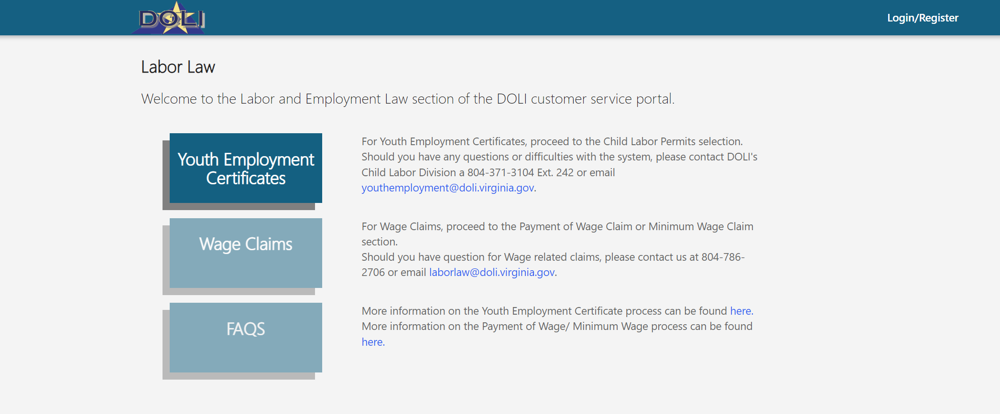 DOLI
Login/Register
Labor Law
Welcome to the Labor and Employment Law section of the DOLI customer service portal.
Youth Employment
Certificates
For Youth Employment Certificates, proceed to the Child Labor Permits selection.
Should you have any questions or difficulties with the system, please contact DOLI's
Child Labor Division a 804-371-3104 Ext. 242 or email
youthemployment@doli.virginia.gov.
Wage Claims
For Wage Claims, proceed to the Payment of Wage Claim or Minimum Wage Claim
section.
Should you have question for Wage related claims, please contact us at 804-786-
2706 or email laborlaw@doli.virginia.gov.
FAQS
More information on the Youth Employment Certificate process can be found here.
More information on the Payment of Wage/ Minimum Wage process can be found
here.